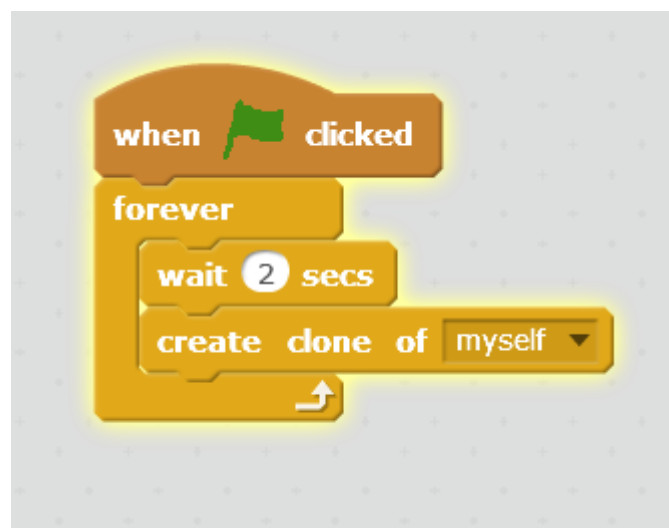 when clicked
forever
wait 2 secs
create clone of myself